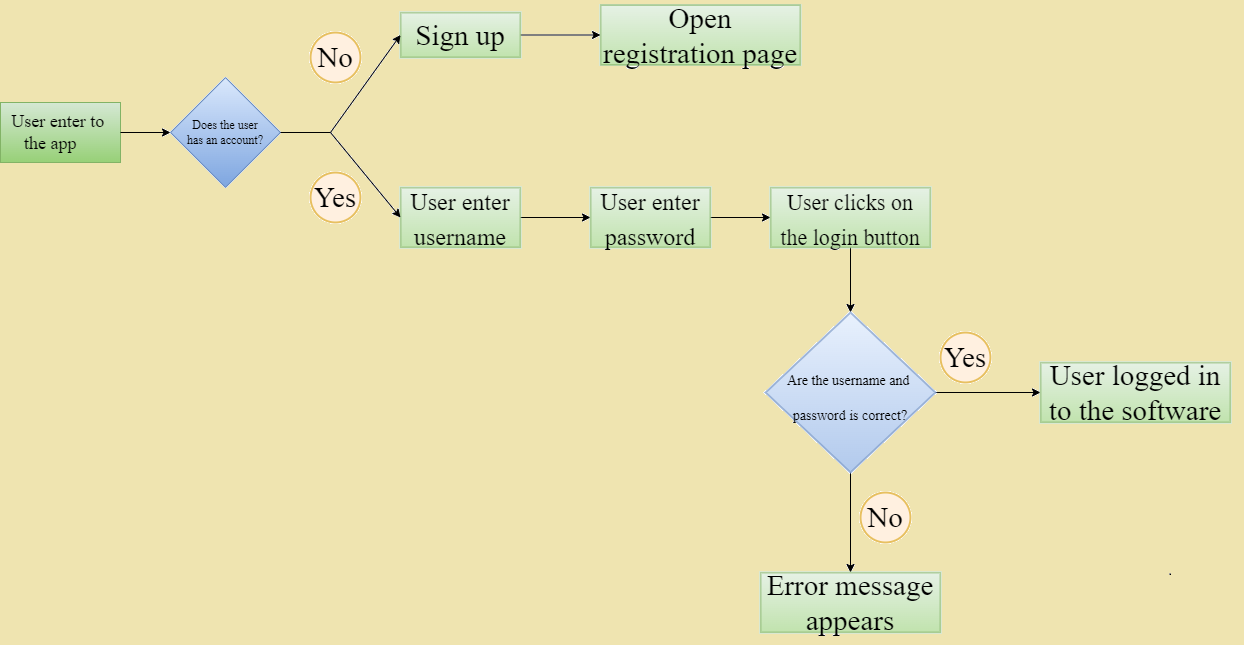 User enter to
the app
Does the user
has an account?
No
Sign up
Open
registration page
Yes
User enter
username
User enter
password
User clicks on
the login button
Are the username and
password is correct?
Yes
User logged in
to the software
No
Error message
appears
.